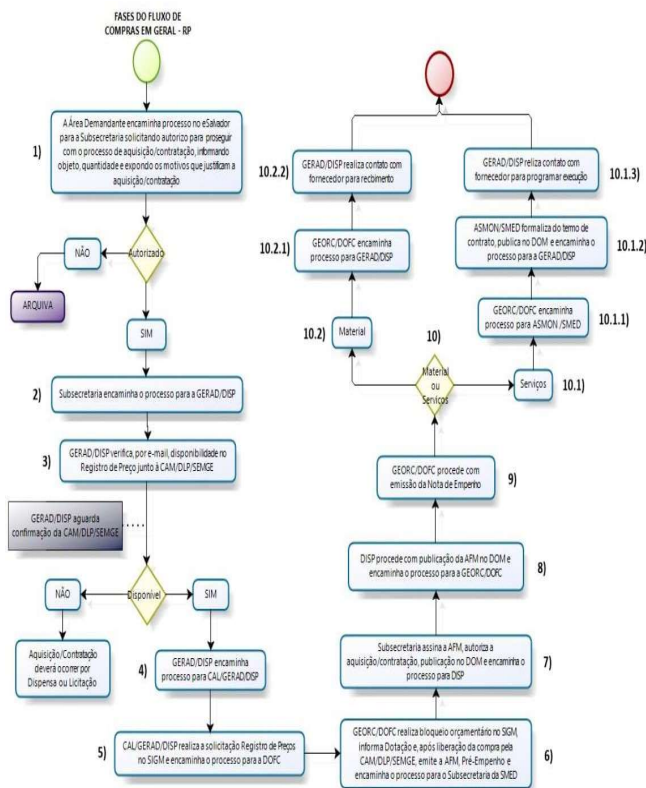 FASES DO FLUXO DE
COMPRAS EM GERAL - RP
1)
A Área Demandante encaminha processo no eSalvador
para a Subsecretaria solicitando autorizo para proseguir
com o processo de aquisição/contratação, informando
objeto, quantidade e expondo os motivos que justificam a
aquisição/contratação
Autorizado
NÃO
ARQUIVA
SIM
2)
Subsecretaria encaminha o processo para a GERAD/DISP
3)
GERAD/DISP verifica, por e-mail, disponibilidade no
Registro de Preço junto à CAM/DLP/SEMGE
GERAD/DISP aguarda
confirmação da CAM/DLP/SEMGE
Disponível
NÃO
Aquisição/Contratação
deverá ocorrer por
Dispensa ou Licitação
SIM
4)
GERAD/DISP encaminha
processo para CAL/GERAD/DISP
5)
CAL/GERAD/DISP realiza a solicitação Registro de Preços
no SIGM e encaminha o processo para a DOFC
6)
GEORC/DOFC realiza bloqueio orçamentário no SIGM,
informa Dotação e, após liberação da compra pela
CAM/DLP/SEMGE, emite a AFM, Pré-Empenho e
encaminha o processo para o Subsecretaria da SMED
7)
Subsecretaria assina a AFM, autoriza a
aquisição/contratação, publicação no DOM e encaminha o
processo para DISP
8)
DISP procede com publicação da AFM no DOM e
encaminha o processo para a GEORC/DOFC
9)
GEORC/DOFC procede com
emissão da Nota de Empenho
10)
Material
ou
Serviços
10.1)
Serviços
10.1.1)
GEORC/DOFC encaminha
processo para ASMON /SMED
10.1.2)
ASMON/SMED formaliza do termo de
contrato, publica no DOM e encaminha o
processo para a GERAD/DISP
10.1.3)
GERAD/DISP reliza contato com
fornecedor para programar execução
10.2)
Material
10.2.1)
GEORC/DOFC encaminha
processo para GERAD/DISP
10.2.2)
GERAD/DISP realiza contato com
fornecedor para recbimento